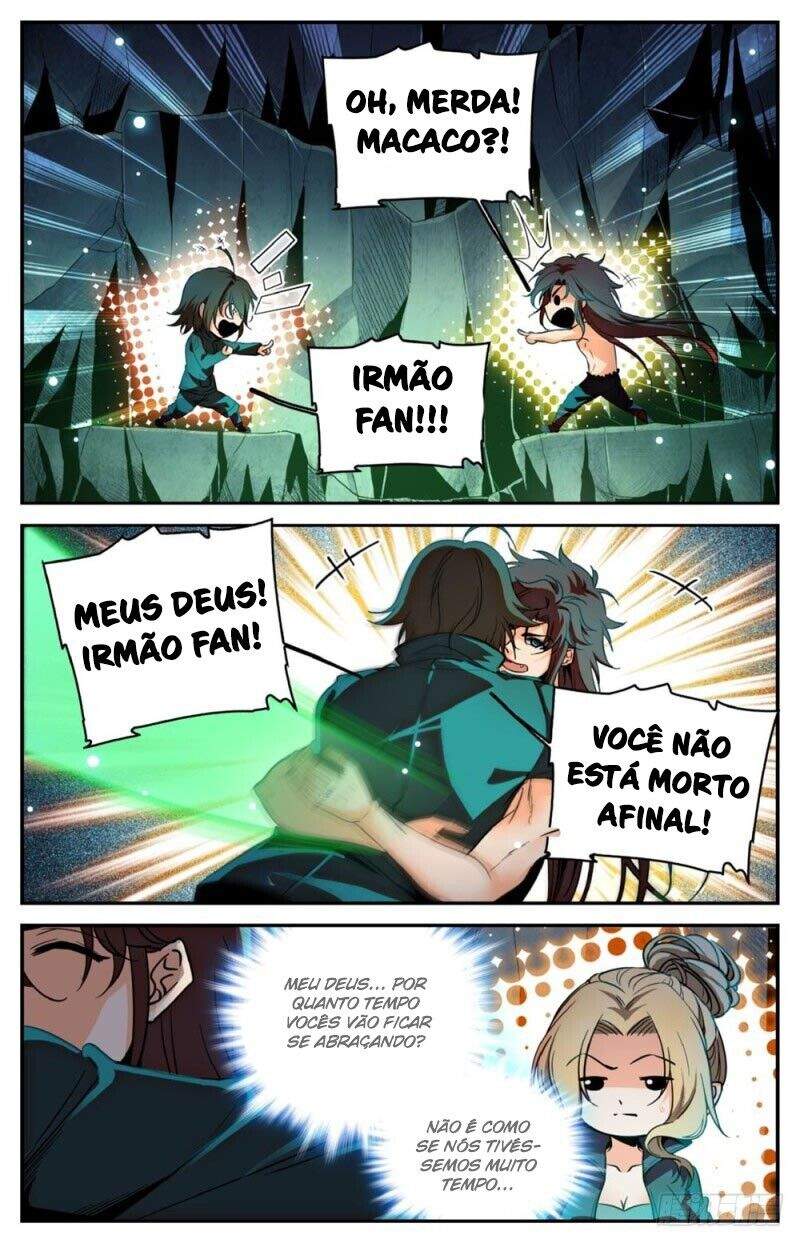 OH, MERDA!
MACACO?!
IRMÃO
FAN!!!
MEUS DEUS!
IRMÃO FAN!
VOCÊ NÃO
ESTÁ MORTO
AFINAL!
MEU DEUS... POR
QUANTO TEMPO
VOCÊS VÃO FICAR
SE ABRAÇANDO?
NÃO É COMO
SE NÓS TIVÉS-
SEMOS MUITO
TEMPO...